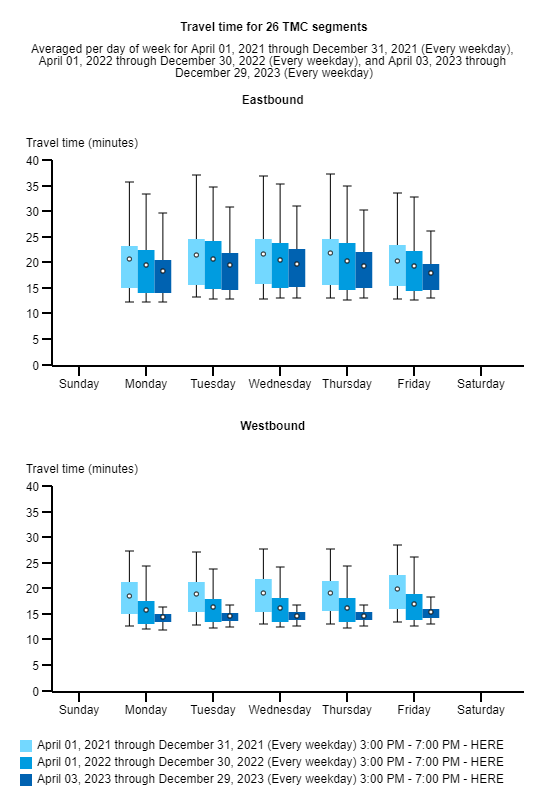 Travel time for 26 TMC segments
Averaged per day of week for April 01, 2021 through December 31, 2021 (Every weekday),
April 01, 2022 through December 30, 2022 (Every weekday), and April 03, 2023 through
December 29, 2023 (Every weekday)
Eastbound
Travel time (minutes)
40
35
30
25
20
15
10
5
0
Sunday Monday Tuesday Wednesday Thursday Friday Saturday
Westbound
Travel time (minutes)
40
35
30
25
20
15
10
5
0
Sunday Monday Tuesday Wednesday Thursday Friday Saturday
April 01, 2021 through December 31, 2021 (Every weekday) 3:00 PM - 7:00 PM - HERE
April 01, 2022 through December 30, 2022 (Every weekday) 3:00 PM - 7:00 PM - HERE
April 03, 2023 through December 29, 2023 (Every weekday) 3:00 PM - 7:00 PM - HERE